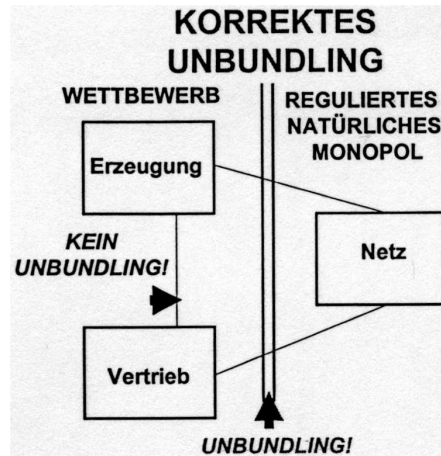 KORREKTES
UNBUNDLING
WETTBEWERB
REGULIERTES
NATÜRLICHES
MONOPOL
Erzeugung
KEIN
UNBUNDLING!
Netz
Vertrieb
UNBUNDLING!